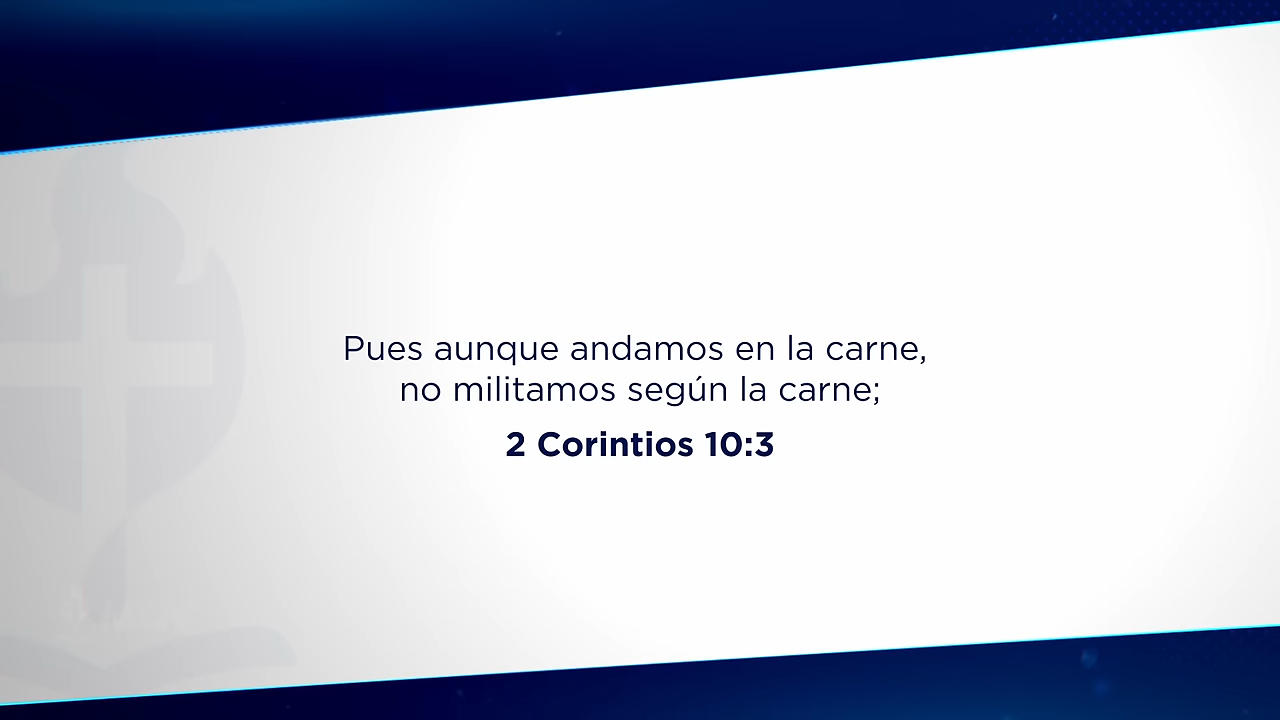 Pues aunque andamos en la carne,
no militamos según la carne;
2 Corintios 10:3